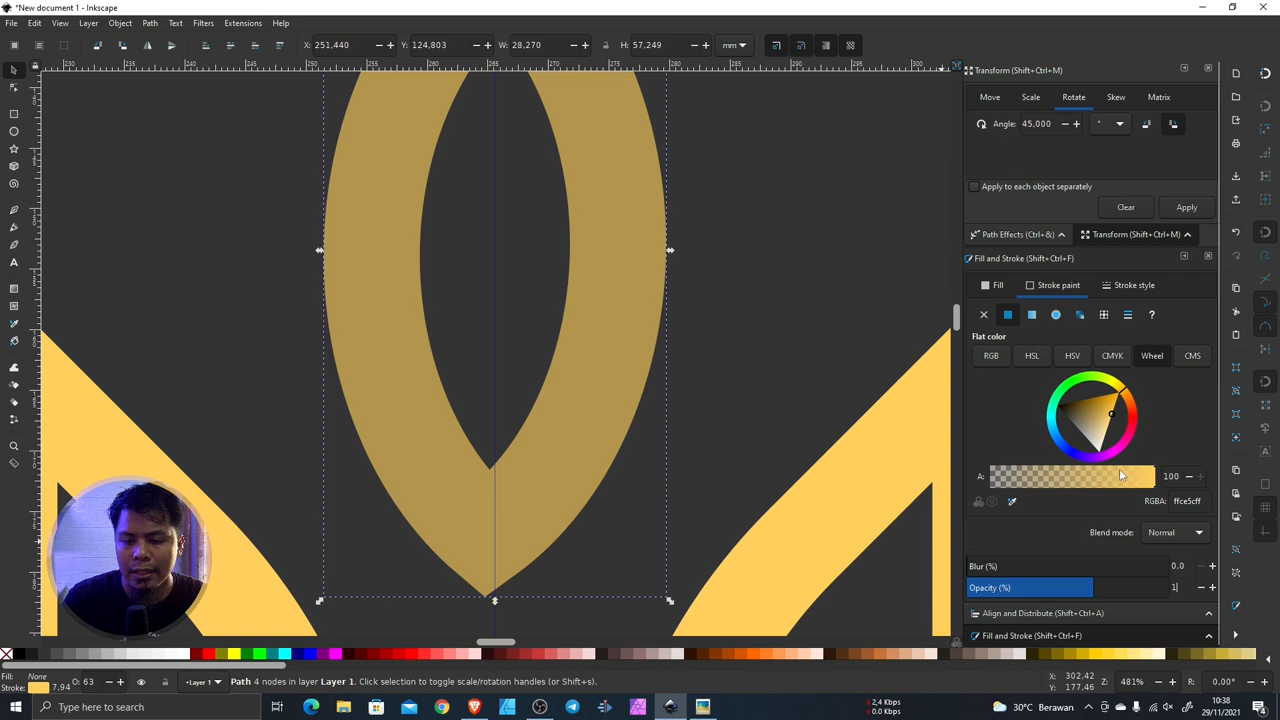 *New document 1 - Inkscape
File Edit View Layer Object Path Text Filters Extensions Help
X: 251,440 Y: 124,803 W: 28,270 H: 57,249 mm
Transform (Shift+Ctrl+M)
Move Scale Rotate Skew Matrix
Angle: 45,000 °
Apply to each object separately
Clear Apply
Path Effects (Ctrl+&) Transform (Shift+Ctrl+M)
Fill and Stroke (Shift+Ctrl+F)
Fill Stroke paint Stroke style
?
Flat color
RGB HSL HSV CMYK Wheel CMS
A: 100
RGBA: ffce5cff
Blend mode: Normal
Blur (%) 0.0
Opacity (%) 1
Align and Distribute (Shift+Ctrl+A)
Fill and Stroke (Shift+Ctrl+F)
Fill: None
Stroke: 7.94 O: 63 Layer 1 Path 4 nodes in layer Layer 1. Click selection to toggle scale/rotation handles (or Shift+s).
X: 302.42
Y: 177.46
Z: 481% R: 0.00°
Type here to search
2,4 Kbps
0.0 Kbps
30°C Berawan
10:38
29/11/2021